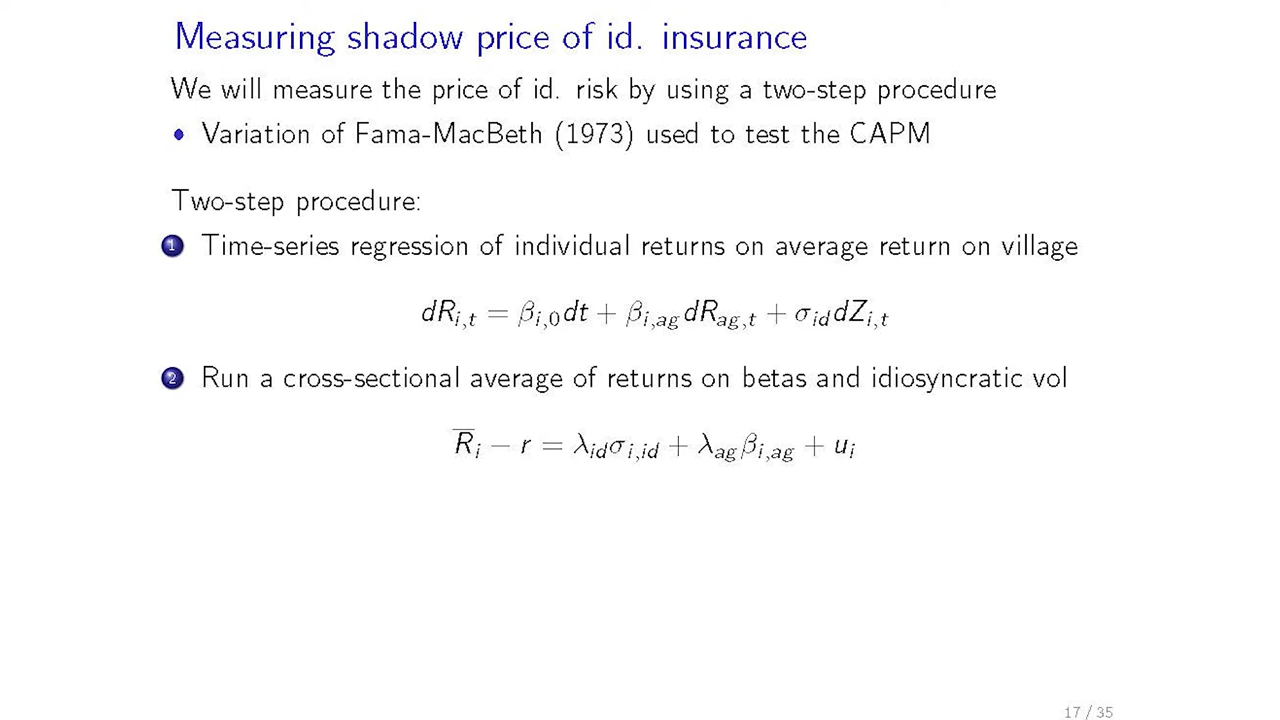 Measuring shadow price of id. insurance
We will measure the price of id. risk by using a two-step procedure
• Variation of Fama-MacBeth (1973) used to test the CAPM
Two-step procedure:
1 Time-series regression of individual returns on average return on village
dR_{i,t} = β_{i,0}dt + β_{i,ag}dR_{ag,t} + σ_{id}dZ_{i,t}
2 Run a cross-sectional average of returns on betas and idiosyncratic vol
R̅_i − r = λ_{id}σ_{i,id} + λ_{ag}β_{i,ag} + u_i
17 / 35